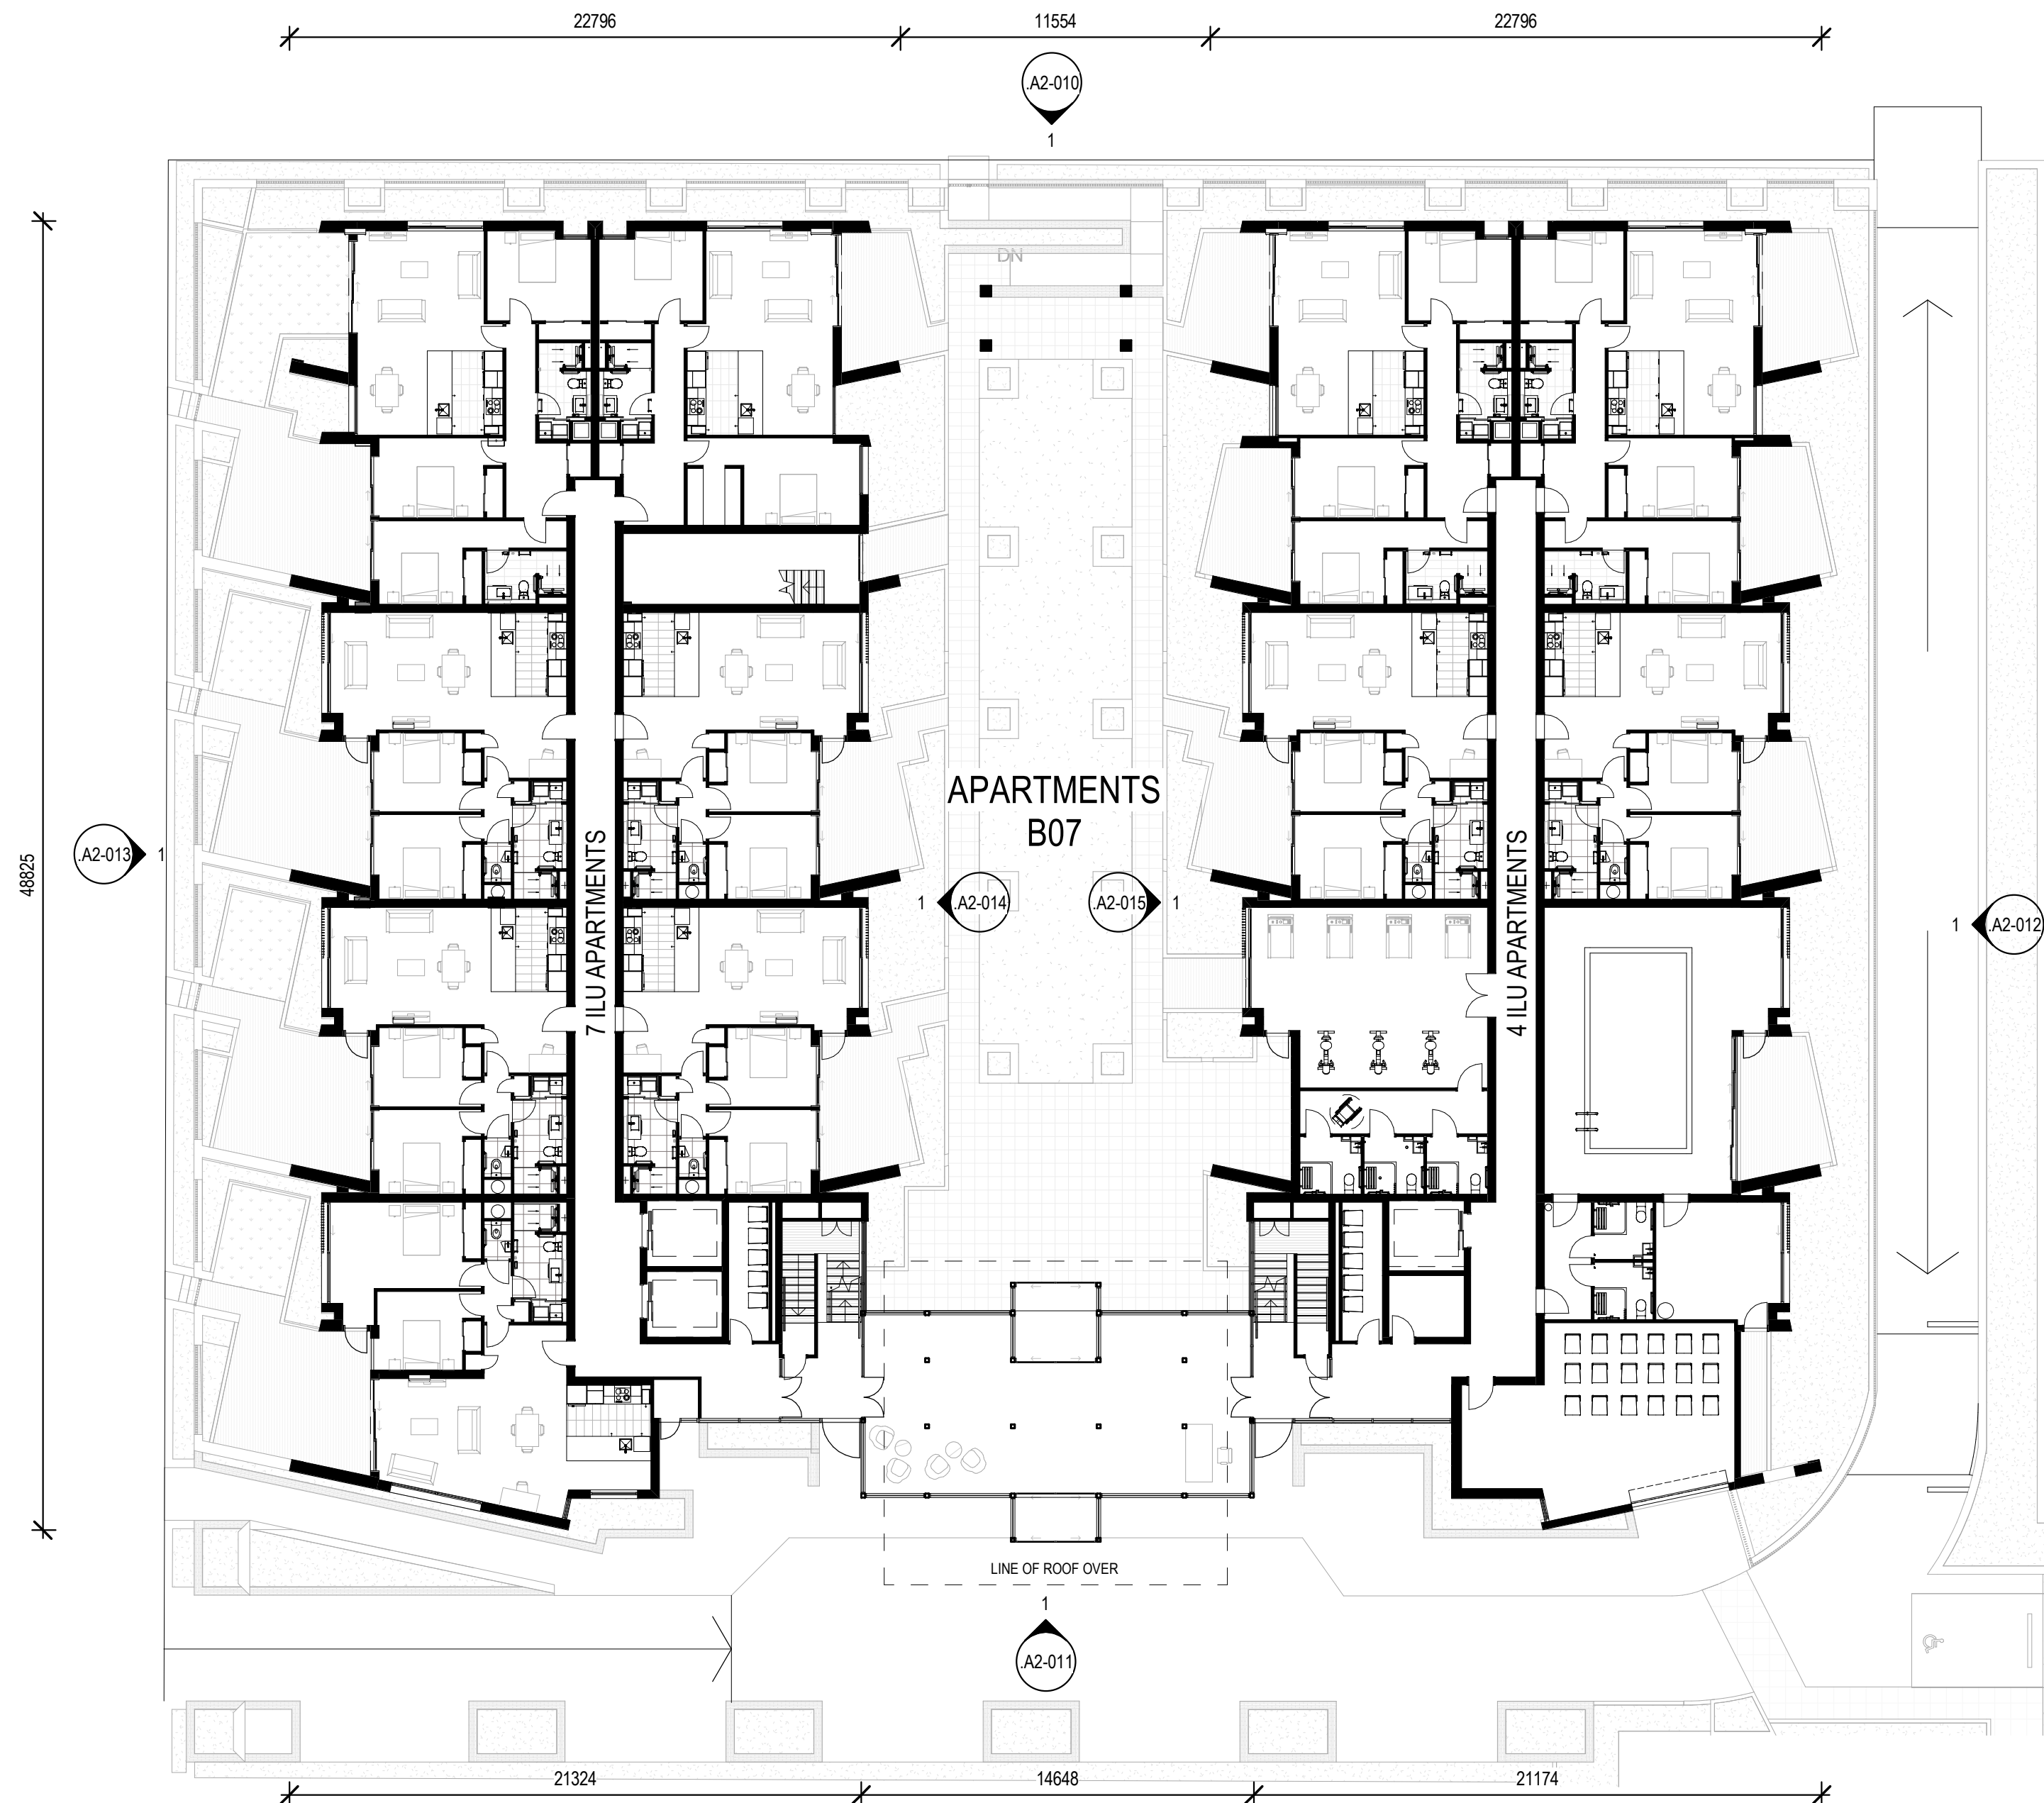 22796
11554
22796
.A2-010
1
DN
48825
APARTMENTS
B07
7 ILU APARTMENTS
4 ILU APARTMENTS
.A2-013
1
1
.A2-014
.A2-015
1
1
.A2-012
LINE OF ROOF OVER
1
.A2-011
21324
14648
21174